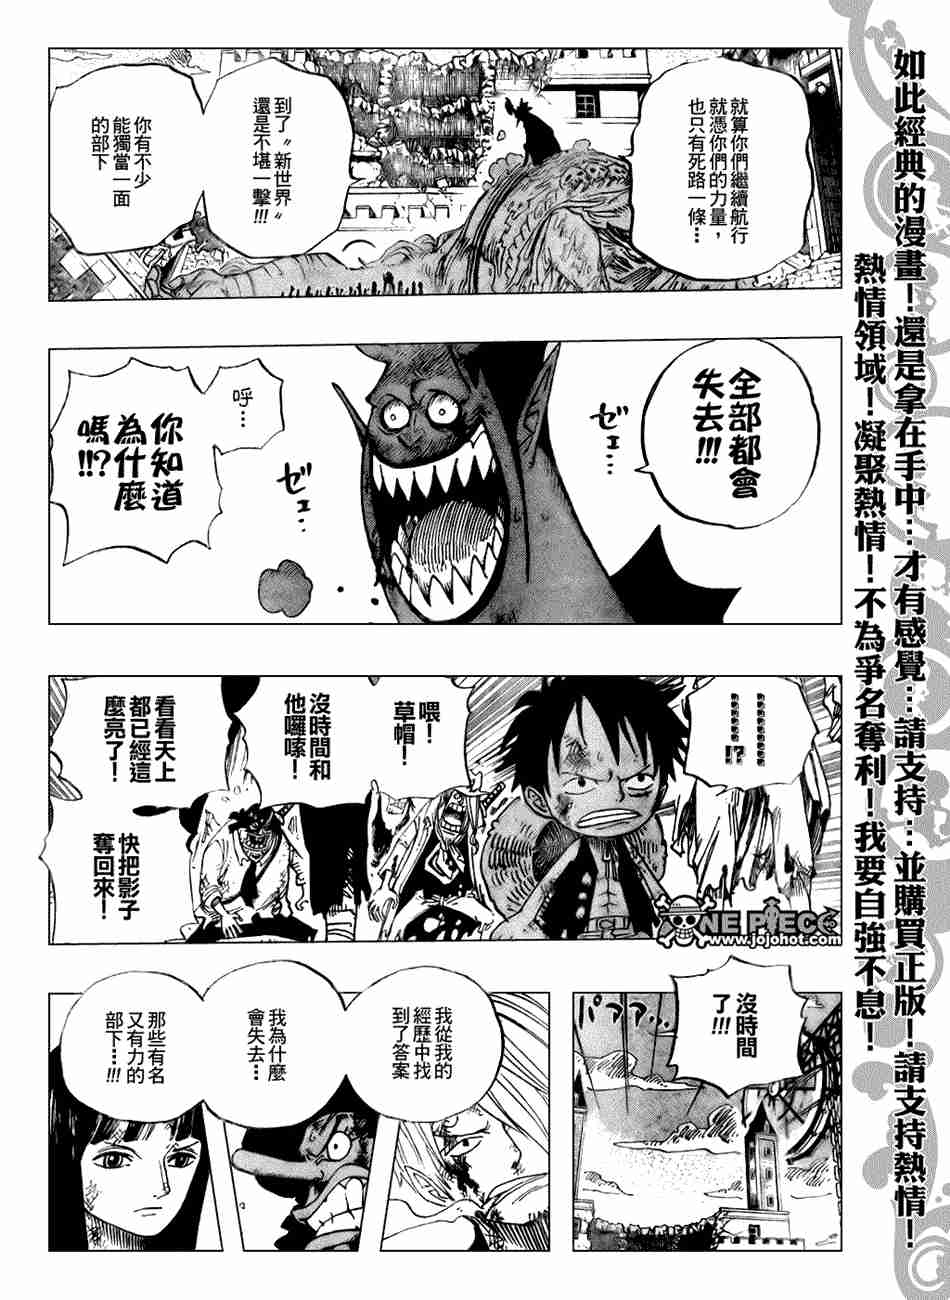 就算你們繼續航行
就憑你們的力量，
也只有死路一條…
到了〝新世界〞
還是不堪一擊!!!
你有不少
能獨當一面
的部下
全部都會
失去!!!
ゼェ…
ゼェ…
呼…
你知道
為什麼
嗎!!?
………………
………………!?
喂！
草帽！
沒時間和
他囉嗦！
看看天上
都已經這
麼亮了！
快把影子
奪回來！
ONE PIECE
www.jojohot.com
沒時間
了!!!
パァァ…
我從我的
經歷中找
到了答案
我為什麼
會失去…
那些有名
又有力的
部下…!!!
如此經典的漫畫！還是拿在手中…才有感覺…請支持…並購買正版！請支持熱情！
熱情領域！凝聚熱情！不為爭名奪利！我要自強不息！